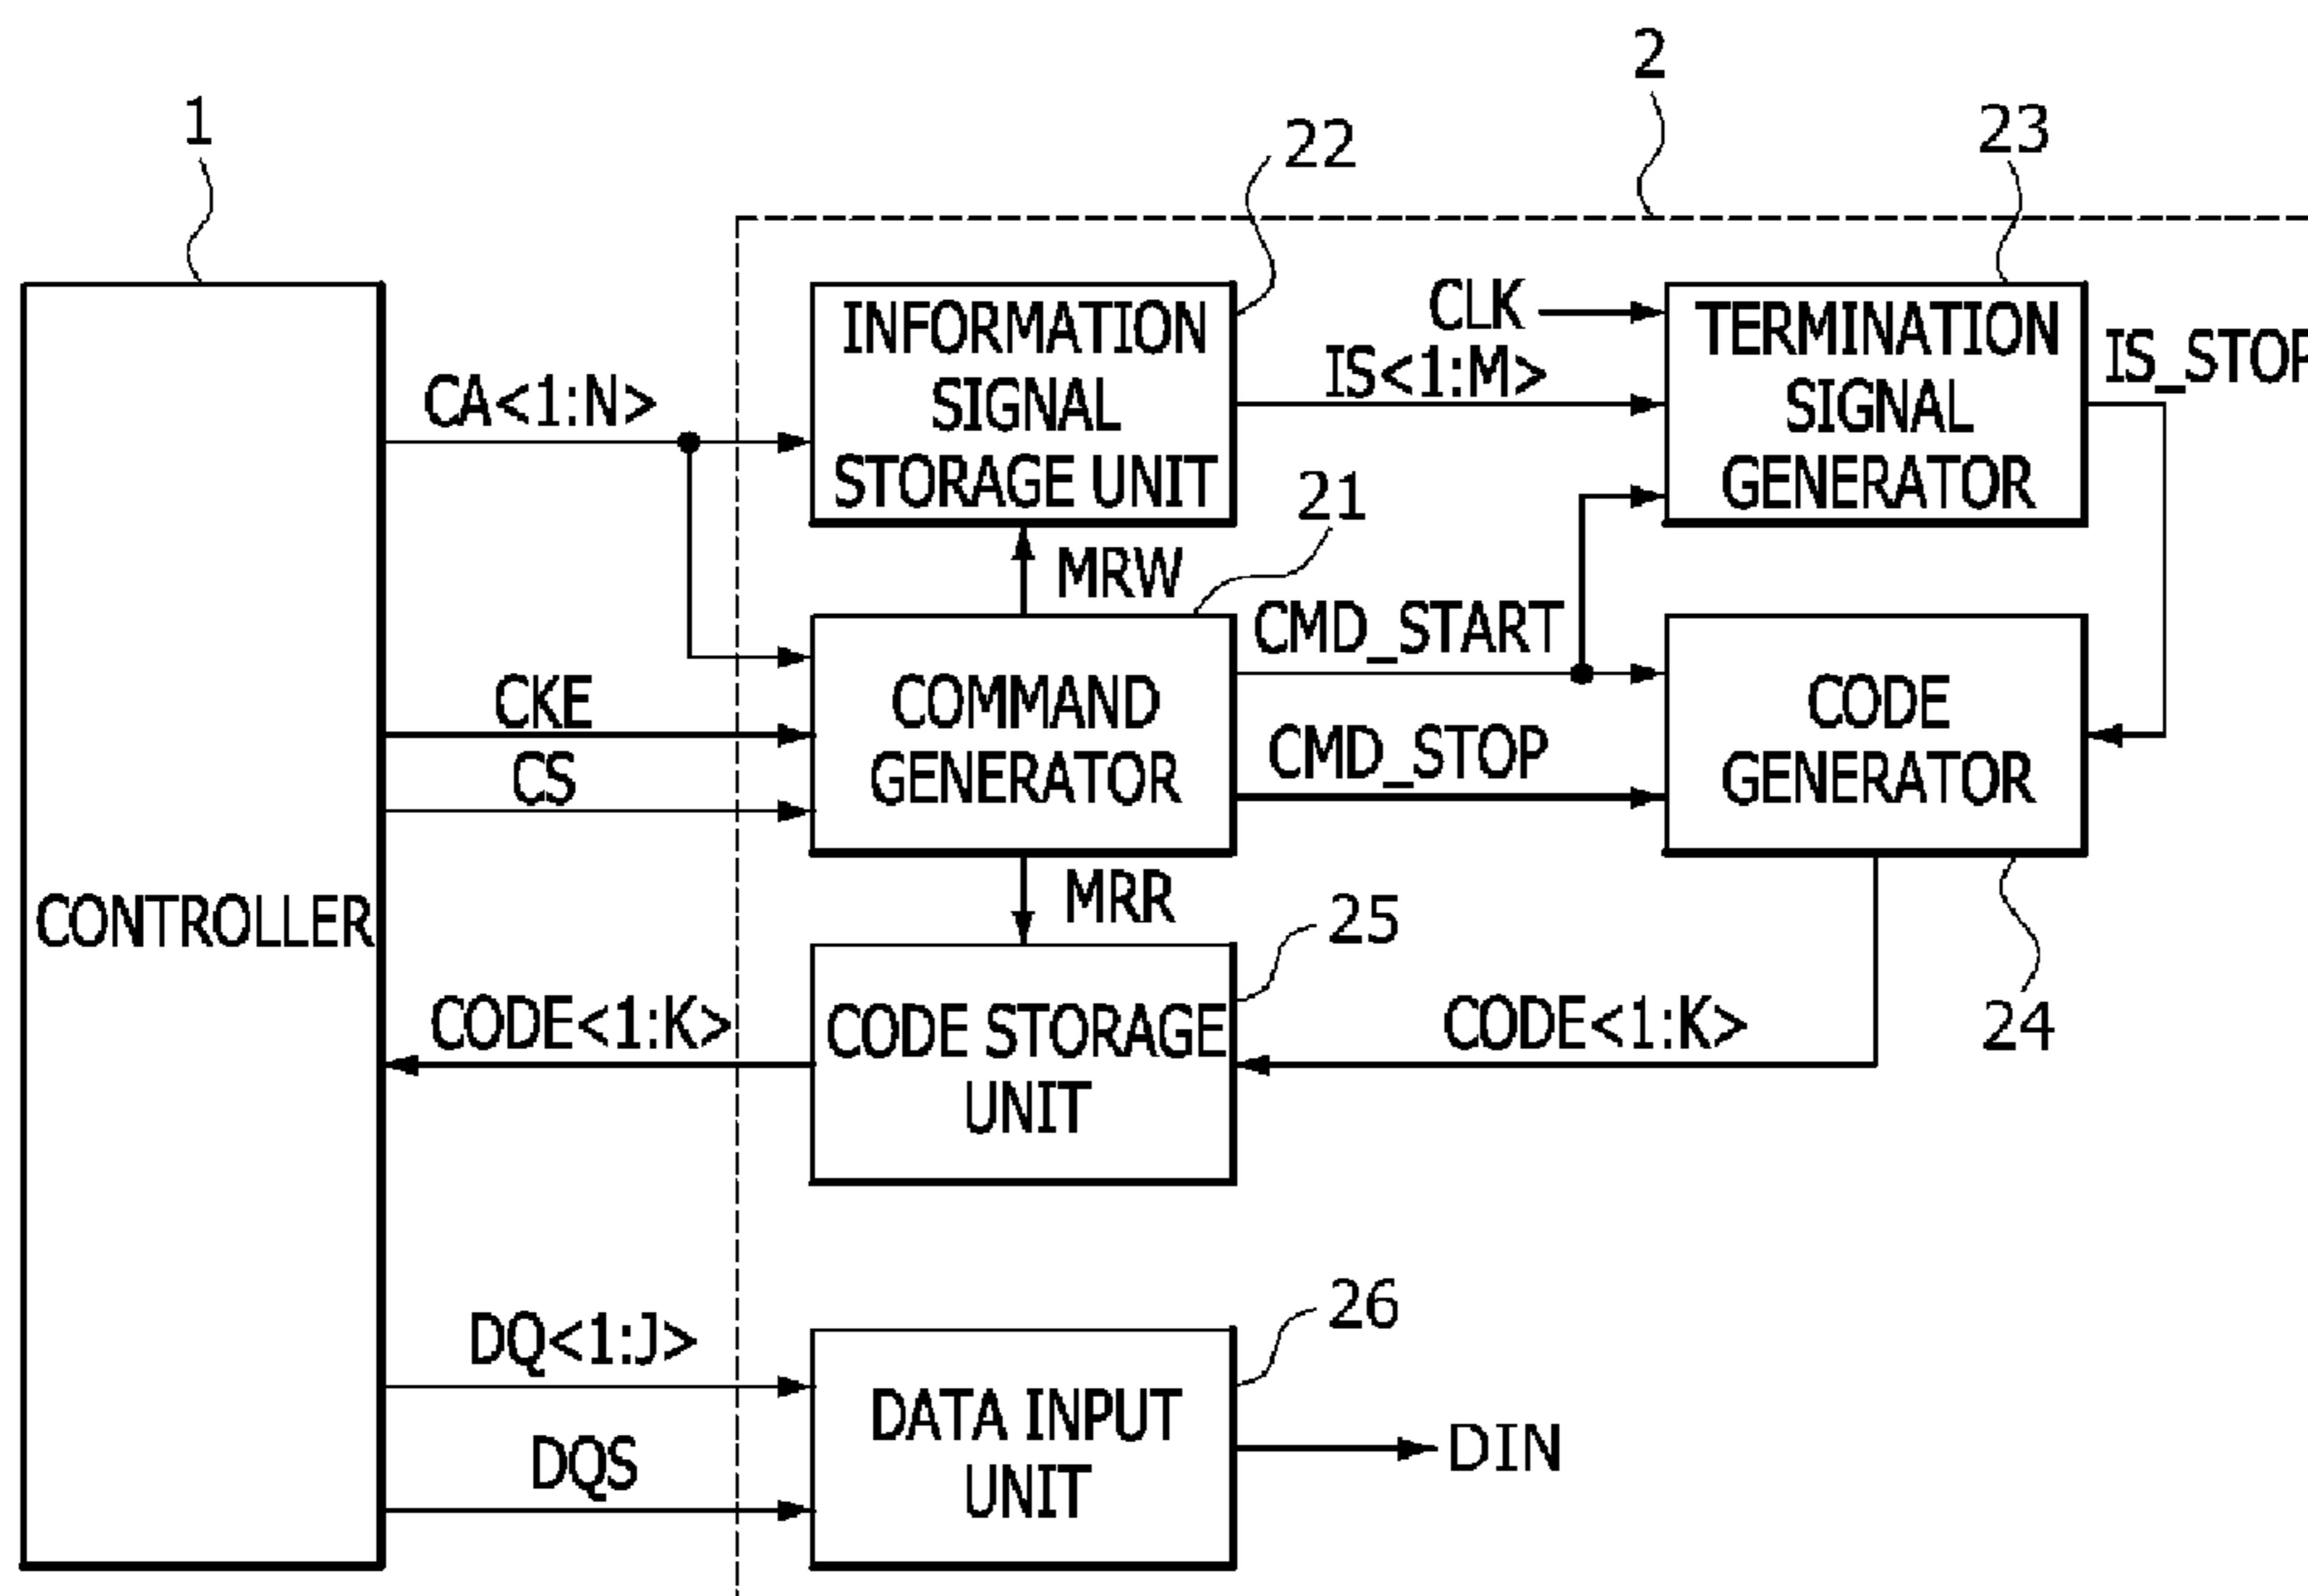 2
1
22
23
CLK
INFORMATION
SIGNAL
STORAGE UNIT
TERMINATION
SIGNAL
GENERATOR
IS_STOP
IS<1:M>
CA<1:N>
21
MRW
CMD_START
CKE
CS
COMMAND
GENERATOR
CODE
GENERATOR
CMD_STOP
MRR
25
CONTROLLER
CODE<1:K>
CODE STORAGE
UNIT
CODE<1:K>
24
26
DQ<1:J>
DQS
DATA INPUT
UNIT
DIN